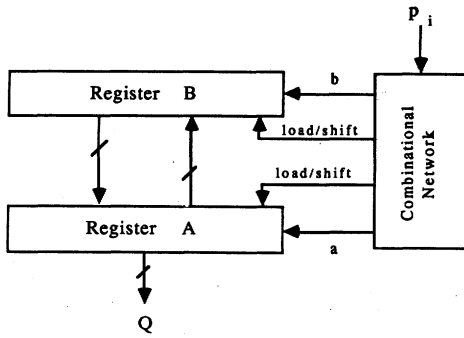 P i
Register B
b
load/shift
load/shift
Combinational
Network
Register A
a
Q